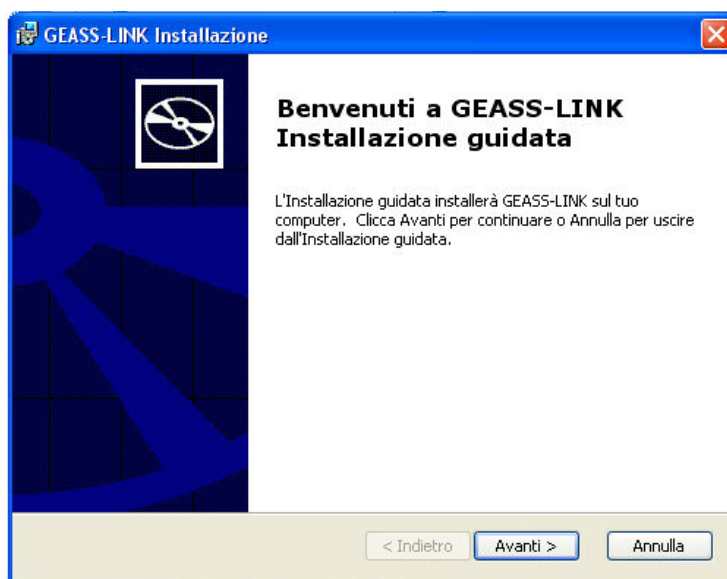 GEASS-LINK Installazione
Benvenuti a GEASS-LINK
Installazione guidata
L'Installazione guidata installerà GEASS-LINK sul tuo
computer. Clicca Avanti per continuare o Annulla per uscire
dall'Installazione guidata.
< Indietro Avanti > Annulla